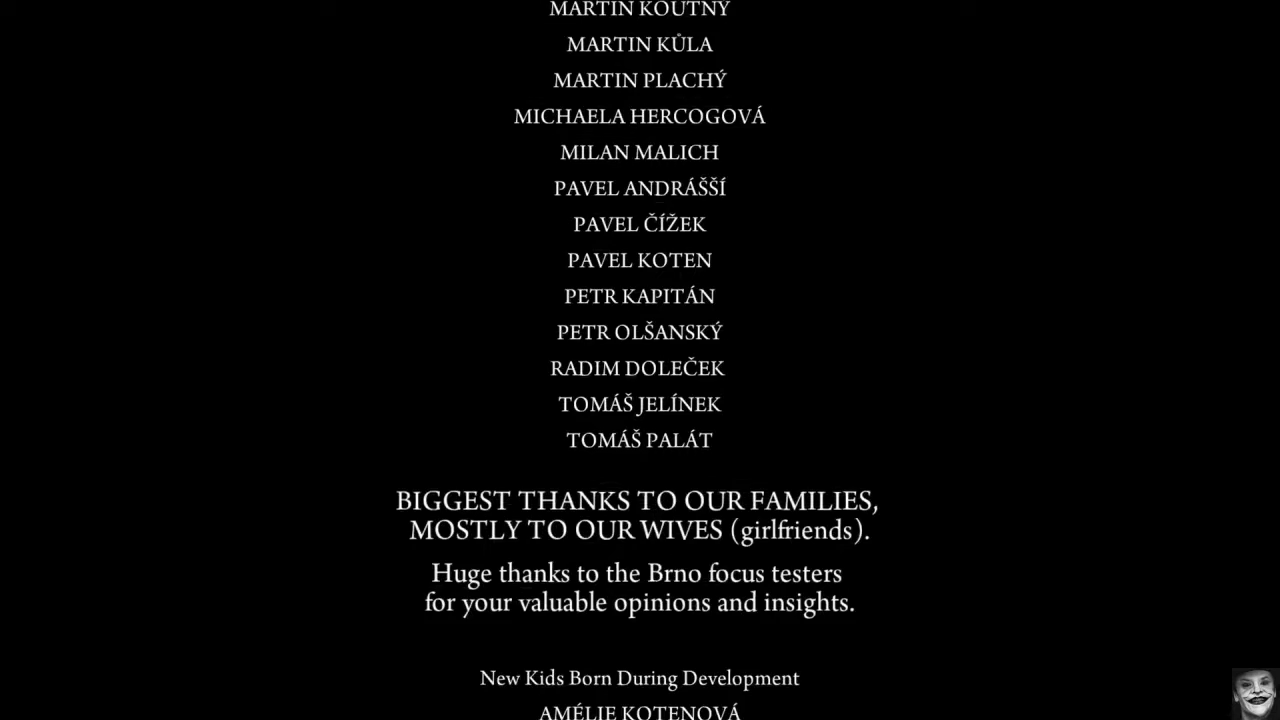 MARTIN KOUTNÝ
MARTIN KŮLA
MARTIN PLACHÝ
MICHAELA HERCOGOVÁ
MILAN MALICH
PAVEL ANDRÁŠŠÍ
PAVEL ČÍŽEK
PAVEL KOTEN
PETR KAPITÁN
PETR OLŠANSKÝ
RADIM DOLEČEK
TOMÁŠ JELÍNEK
TOMÁŠ PALÁT
BIGGEST THANKS TO OUR FAMILIES,
MOSTLY TO OUR WIVES (girlfriends).
Huge thanks to the Brno focus testers
for your valuable opinions and insights.
New Kids Born During Development
AMÉLIE KOTENOVÁ